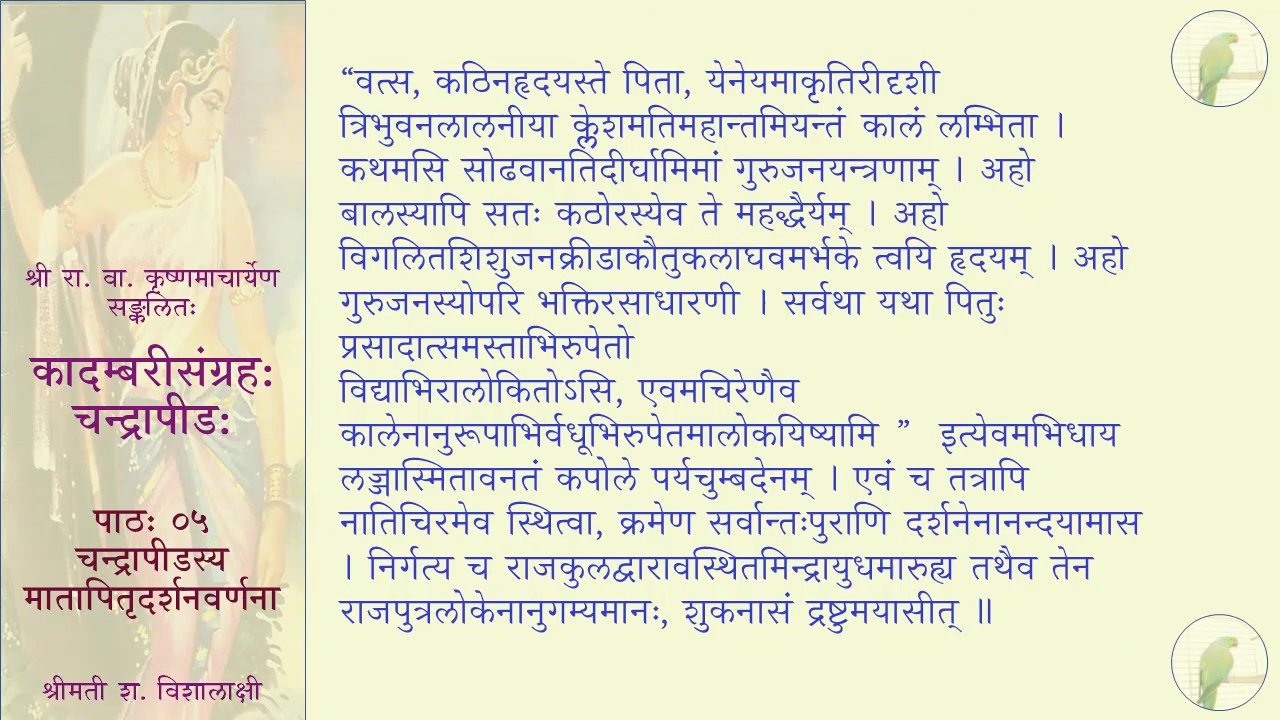 श्री रा. वा. कृष्णमाचार्येण
सङ्कलितः
कादम्बरीसंग्रहः
चन्द्रापीडः
पाठः ०५
चन्द्रापीडस्य
मातापितृदर्शनवर्णना
श्रीमती श. विशालाक्षी
“वत्स, कठिनहृदयस्ते पिता, येनेयमाकृतिरीदृशी
त्रिभुवनलालनीया क्लेशमतिमहान्तमियन्तं कालं लम्भिता ।
कथमसि सोढवानतिदीर्घामिमां गुरुजनयन्त्रणाम् । अहो
बालस्यापि सतः कठोरस्येव ते महद्धैर्यम् । अहो
विगलितशिशुजनक्रीडाकौतुकलाघवमर्भके त्वयि हृदयम् । अहो
गुरुजनस्योपरि भक्तिरसाधारणी । सर्वथा यथा पितुः
प्रसादात्समस्ताभिरुपेतो
विद्याभिरालोकितोऽसि, एवमचिरेणैव
कालेनानुरूपाभिर्वधूभिरुपेतमालोकयिष्यामि ” इत्येवमभिधाय
लज्जास्मितावनतं कपोले पर्यचुम्बदेनम् । एवं च तत्रापि
नातिचिरमेव स्थित्वा, क्रमेण सर्वान्तःपुराणि दर्शनेनानन्दयामास
। निर्गत्य च राजकुलद्वारावस्थितमिन्द्रायुधमारुह्य तथैव तेन
राजपुत्रलोकेनानुगम्यमानः, शुकनासं द्रष्टुमयासीत् ॥